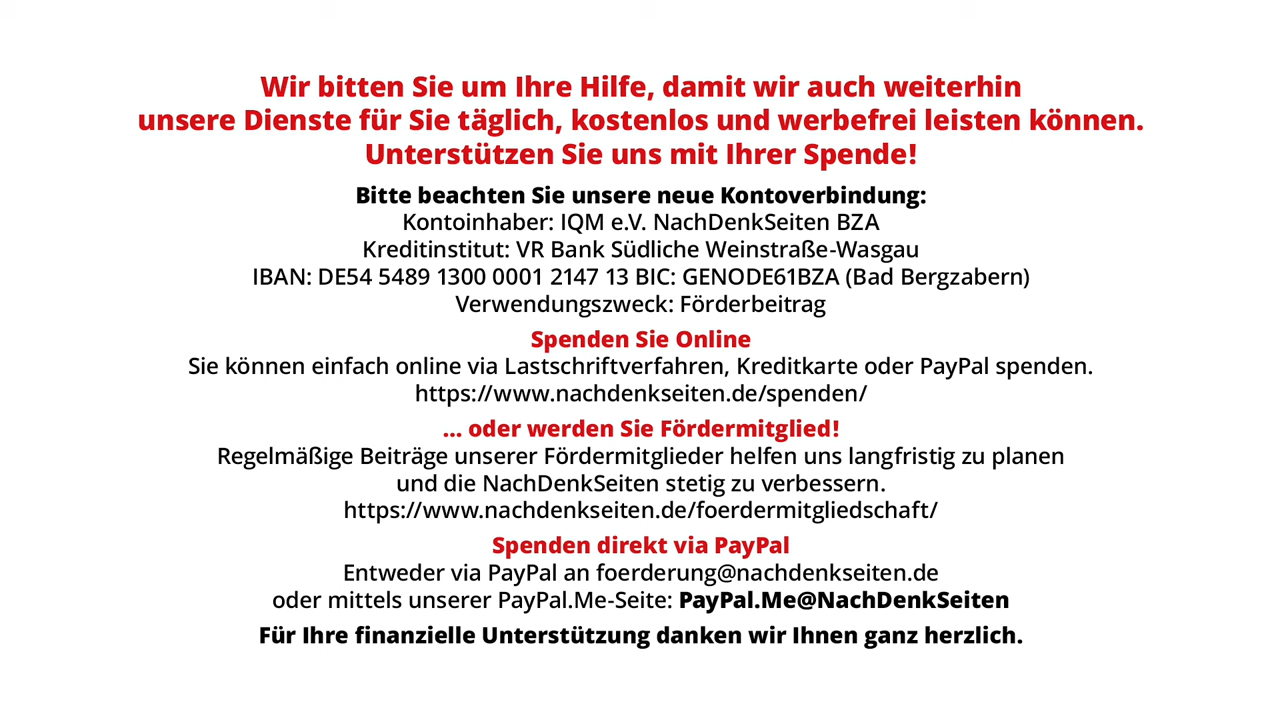 Wir bitten Sie um Ihre Hilfe, damit wir auch weiterhin
unsere Dienste für Sie täglich, kostenlos und werbefrei leisten können.
Unterstützen Sie uns mit Ihrer Spende!
Bitte beachten Sie unsere neue Kontoverbindung:
Kontoinhaber: IQM e.V. NachDenkSeiten BZA
Kreditinstitut: VR Bank Südliche Weinstraße-Wasgau
IBAN: DE54 5489 1300 0001 2147 13 BIC: GENODE61BZA (Bad Bergzabern)
Verwendungszweck: Förderbeitrag
Spenden Sie Online
Sie können einfach online via Lastschriftverfahren, Kreditkarte oder PayPal spenden.
https://www.nachdenkseiten.de/spenden/
... oder werden Sie Fördermitglied!
Regelmäßige Beiträge unserer Fördermitglieder helfen uns langfristig zu planen
und die NachDenkSeiten stetig zu verbessern.
https://www.nachdenkseiten.de/foerdermitgliedschaft/
Spenden direkt via PayPal
Entweder via PayPal an foerderung@nachdenkseiten.de
oder mittels unserer PayPal.Me-Seite: PayPal.Me@NachDenkSeiten
Für Ihre finanzielle Unterstützung danken wir Ihnen ganz herzlich.